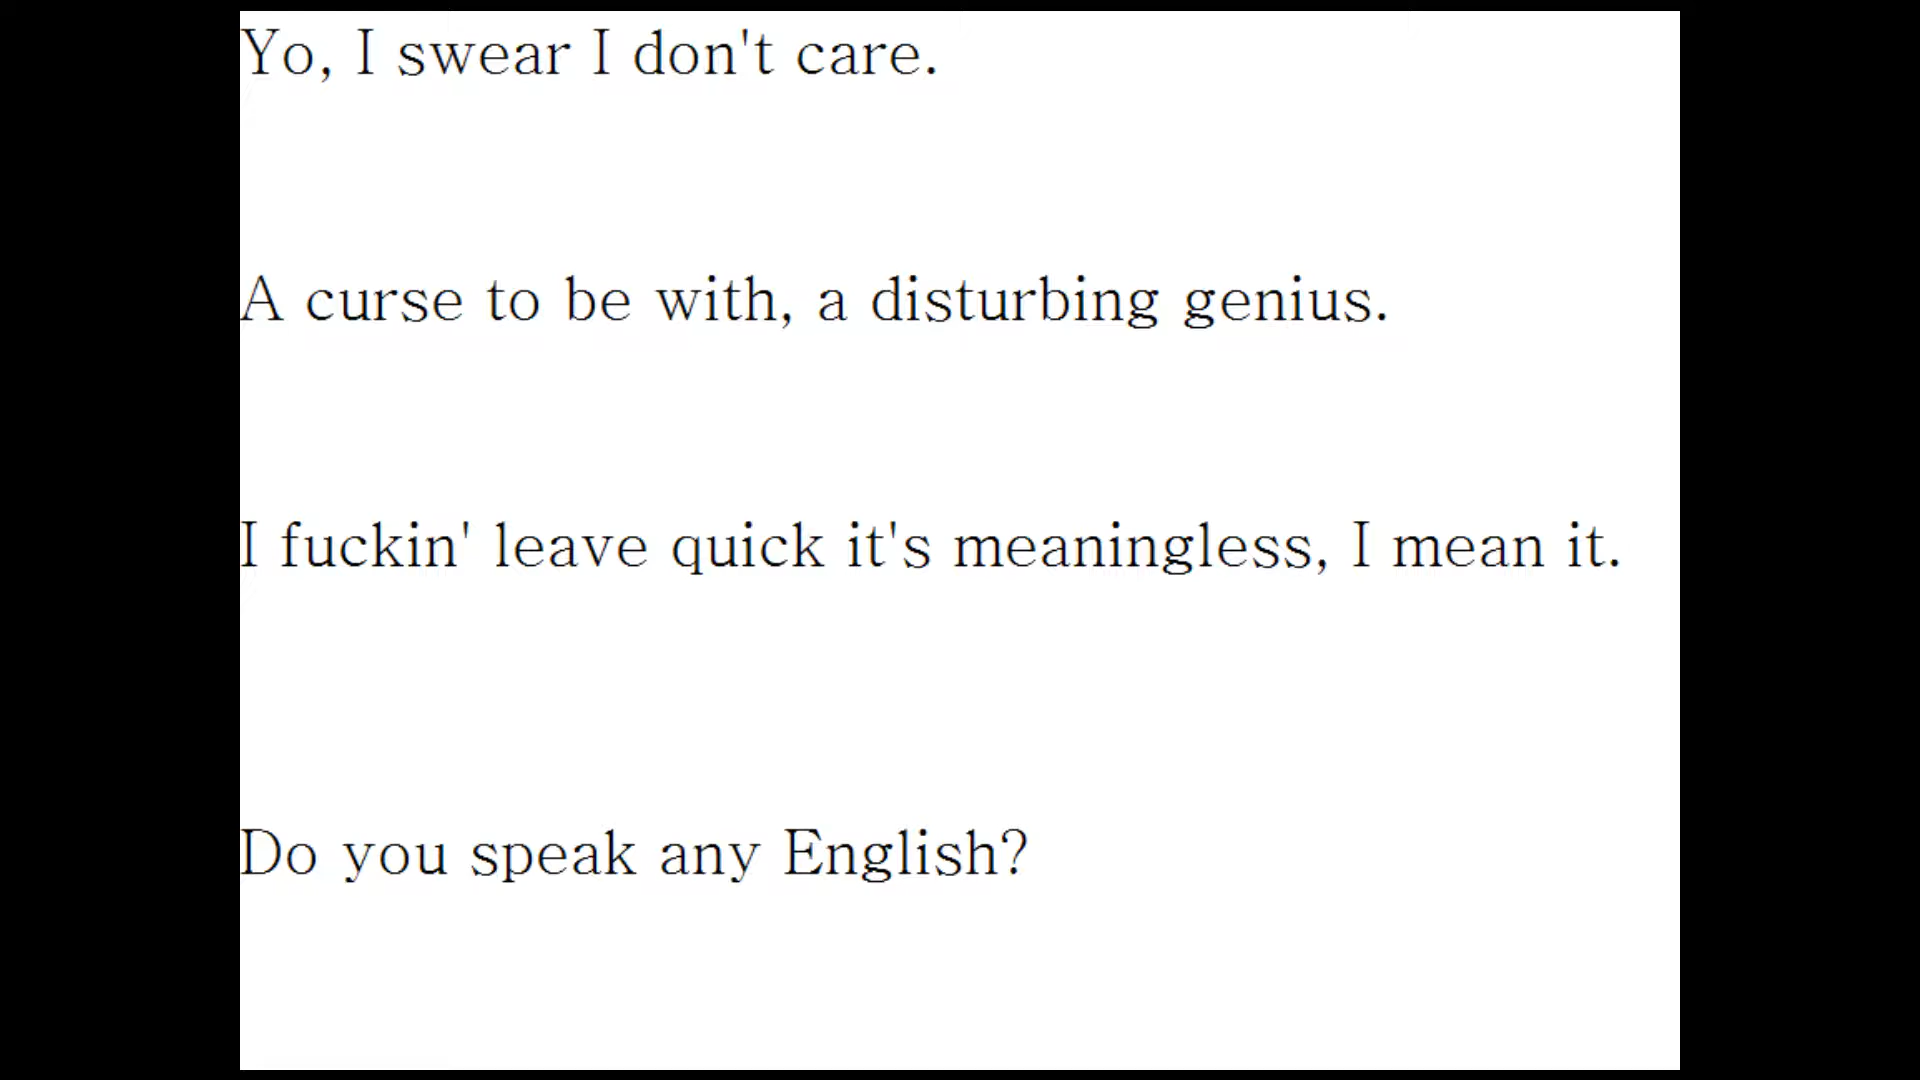 Yo, I swear I don't care.
A curse to be with, a disturbing genius.
I fuckin' leave quick it's meaningless, I mean it.
Do you speak any English?